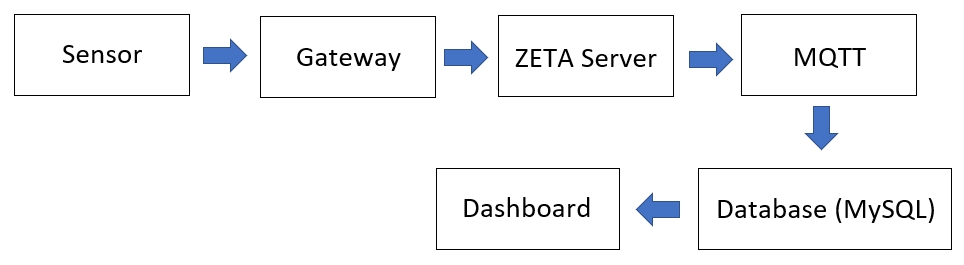 Sensor
Gateway
ZETA Server
MQTT
Database (MySQL)
Dashboard